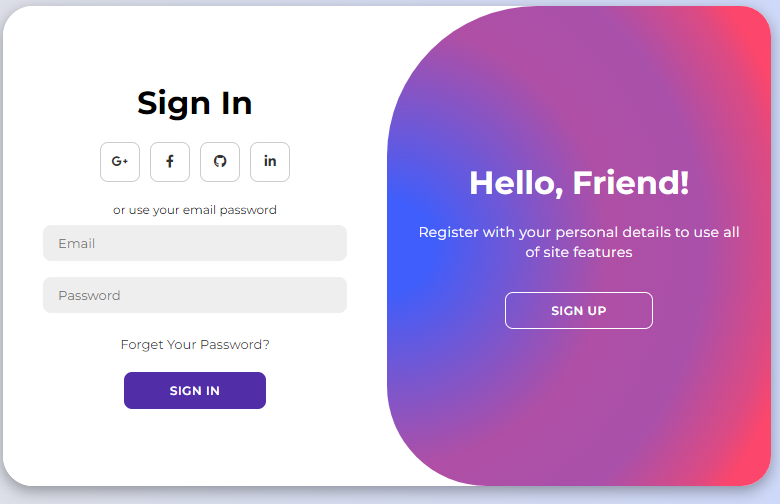 Sign In
G+
f
in
or use your email password
Email
Password
Forget Your Password?
SIGN IN
Hello, Friend!
Register with your personal details to use all
of site features
SIGN UP